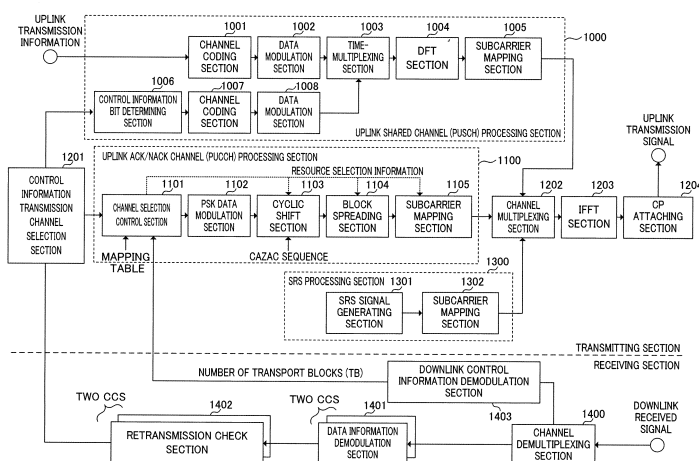 UPLINK
TRANSMISSION
INFORMATION
1001
CHANNEL
CODING
SECTION
1002
DATA
MODULATION
SECTION
1003
TIME-
MULTIPLEXING
SECTION
1004
DFT
SECTION
1005
SUBCARRIER
MAPPING
SECTION
1000
1006
CONTROL INFORMATION
BIT DETERMINING
SECTION
1007
CHANNEL
CODING
SECTION
1008
DATA
MODULATION
SECTION
UPLINK SHARED CHANNEL (PUSCH) PROCESSING SECTION
UPLINK
TRANSMISSION
SIGNAL
1201
CONTROL
INFORMATION
TRANSMISSION
CHANNEL
SELECTION
SECTION
UPLINK ACK/NACK CHANNEL (PUCCH) PROCESSING SECTION
1100
RESOURCE SELECTION INFORMATION
1101
CHANNEL SELECTION
CONTROL SECTION
1102
PSK DATA
MODULATION
SECTION
1103
CYCLIC
SHIFT
SECTION
1104
BLOCK
SPREADING
SECTION
1105
SUBCARRIER
MAPPING
SECTION
1202
CHANNEL
MULTIPLEXING
SECTION
1203
IFFT
SECTION
1204
CP
ATTACHING
SECTION
MAPPING
TABLE
CAZAC SEQUENCE
1300
SRS PROCESSING SECTION
1301
SRS SIGNAL
GENERATING
SECTION
1302
SUBCARRIER
MAPPING
SECTION
TRANSMITTING SECTION
RECEIVING SECTION
NUMBER OF TRANSPORT BLOCKS (TB)
DOWNLINK CONTROL
INFORMATION DEMODULATION
SECTION
1403
TWO CCS
1402
RETRANSMISSION CHECK
SECTION
TWO CCS
1401
DATA INFORMATION
DEMODULATION
SECTION
1400
CHANNEL
DEMULTIPLEXING
SECTION
DOWNLINK
RECEIVED
SIGNAL